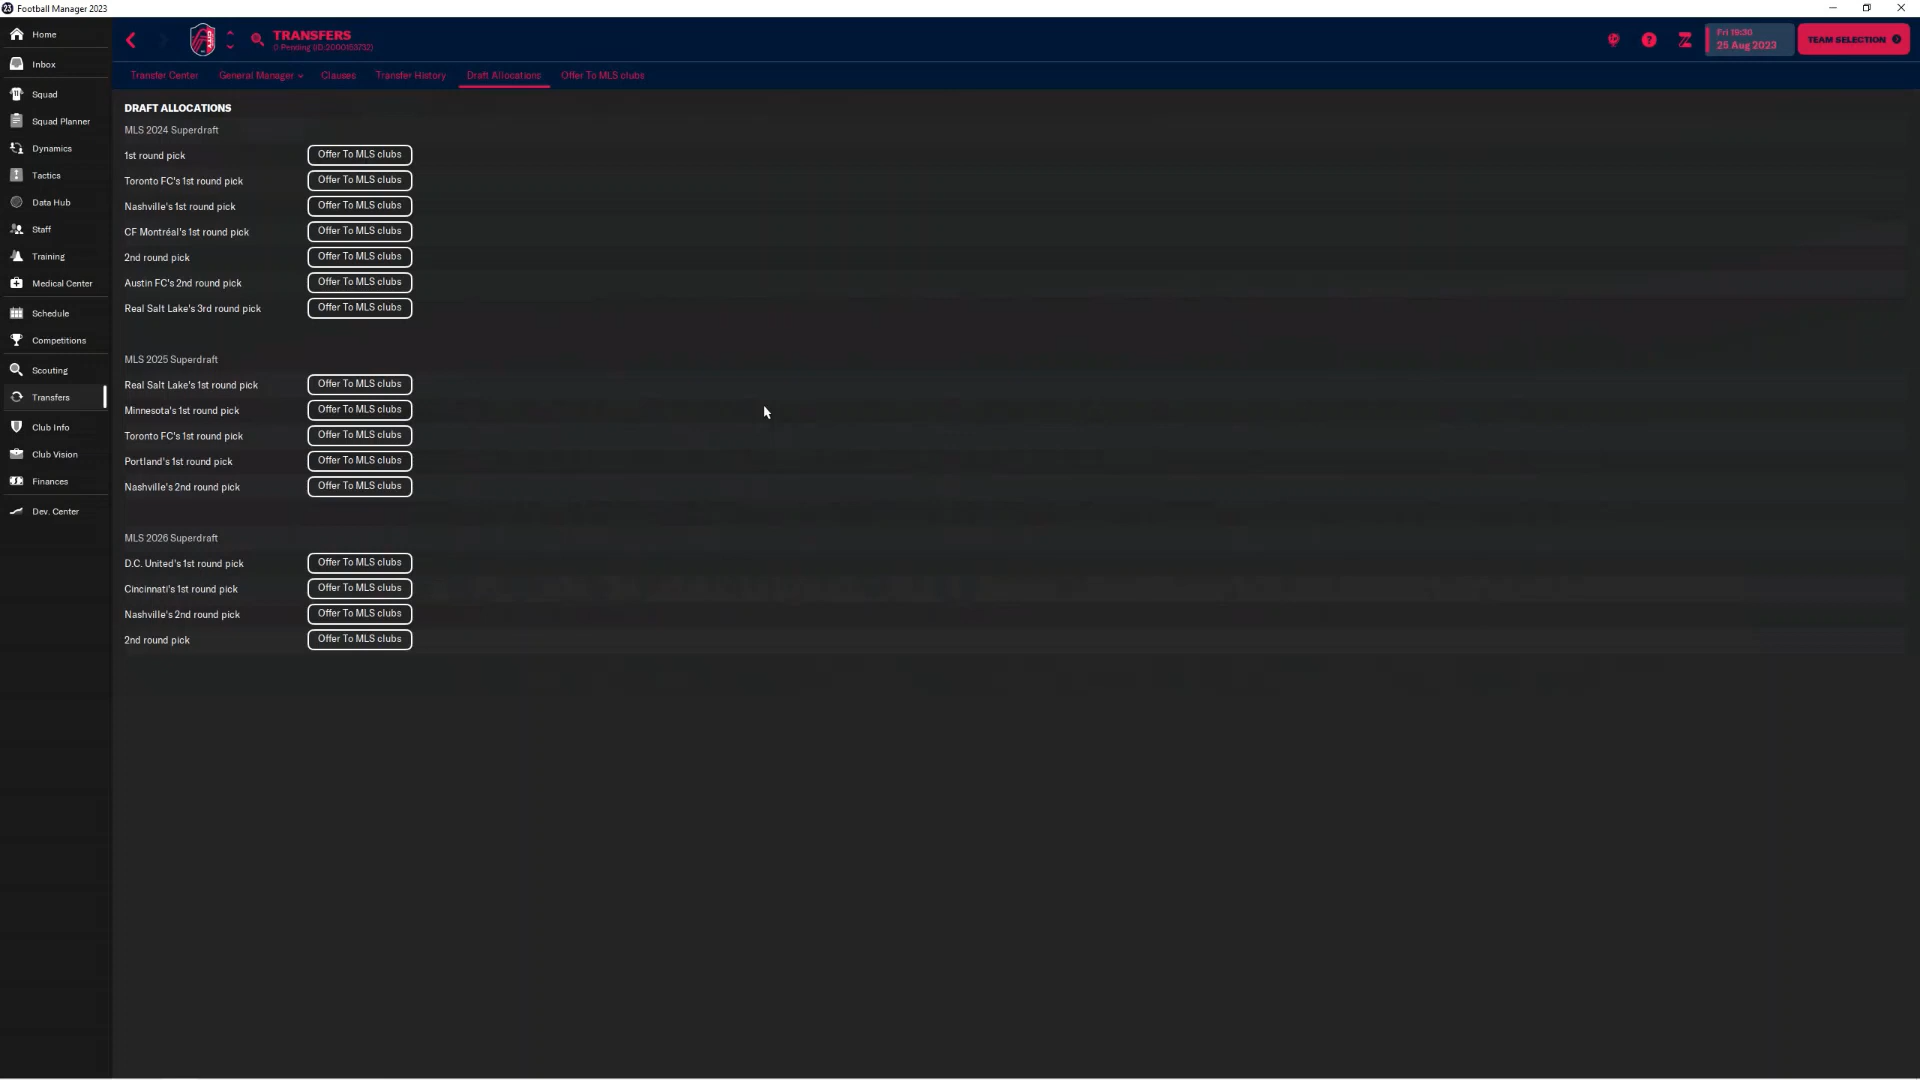 Football Manager 2023
Home
Inbox
Squad
Squad Planner
Dynamics
Tactics
Data Hub
Staff
Training
Medical Center
Schedule
Competitions
Scouting
Transfers
Club Info
Club Vision
Finances
Dev. Center
CITY
TRANSFERS
0 Pending (ID:2000153732)
Fri 19:30
25 Aug 2023
TEAM SELECTION
Transfer Center General Manager Clauses Transfer History Draft Allocations Offer To MLS clubs
DRAFT ALLOCATIONS
MLS 2024 Superdraft
1st round pick Offer To MLS clubs
Toronto FC's 1st round pick Offer To MLS clubs
Nashville's 1st round pick Offer To MLS clubs
CF Montréal's 1st round pick Offer To MLS clubs
2nd round pick Offer To MLS clubs
Austin FC's 2nd round pick Offer To MLS clubs
Real Salt Lake's 3rd round pick Offer To MLS clubs
MLS 2025 Superdraft
Real Salt Lake's 1st round pick Offer To MLS clubs
Minnesota's 1st round pick Offer To MLS clubs
Toronto FC's 1st round pick Offer To MLS clubs
Portland's 1st round pick Offer To MLS clubs
Nashville's 2nd round pick Offer To MLS clubs
MLS 2026 Superdraft
D.C. United's 1st round pick Offer To MLS clubs
Cincinnati's 1st round pick Offer To MLS clubs
Nashville's 2nd round pick Offer To MLS clubs
2nd round pick Offer To MLS clubs